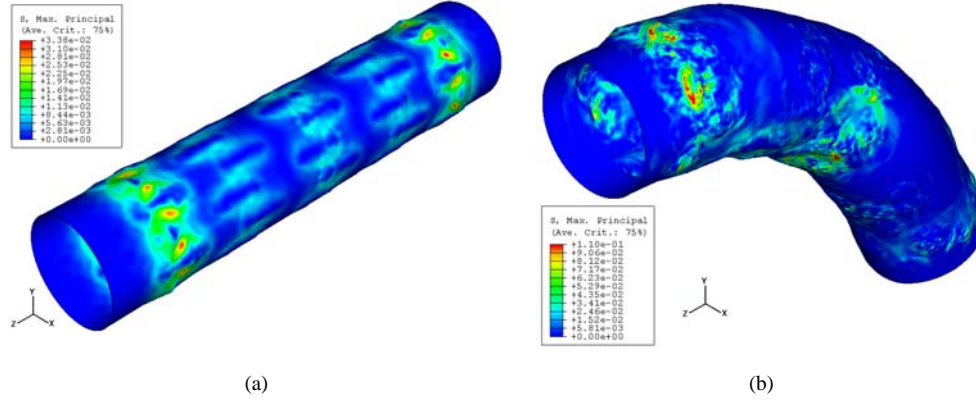 S, Max. Principal
(Ave. Crit.: 75%)
+3.38e-02
+3.10e-02
+2.81e-02
+2.53e-02
+2.25e-02
+1.97e-02
+1.69e-02
+1.41e-02
+1.13e-02
+8.44e-03
+5.63e-03
+2.81e-03
+0.00e+00
Y
Z X
(a)
S, Max. Principal
(Ave. Crit.: 75%)
+1.10e-01
+9.06e-02
+8.12e-02
+7.17e-02
+6.23e-02
+5.29e-02
+4.35e-02
+3.41e-02
+2.46e-02
+1.52e-02
+5.81e-03
+0.00e+00
Y
Z X
(b)